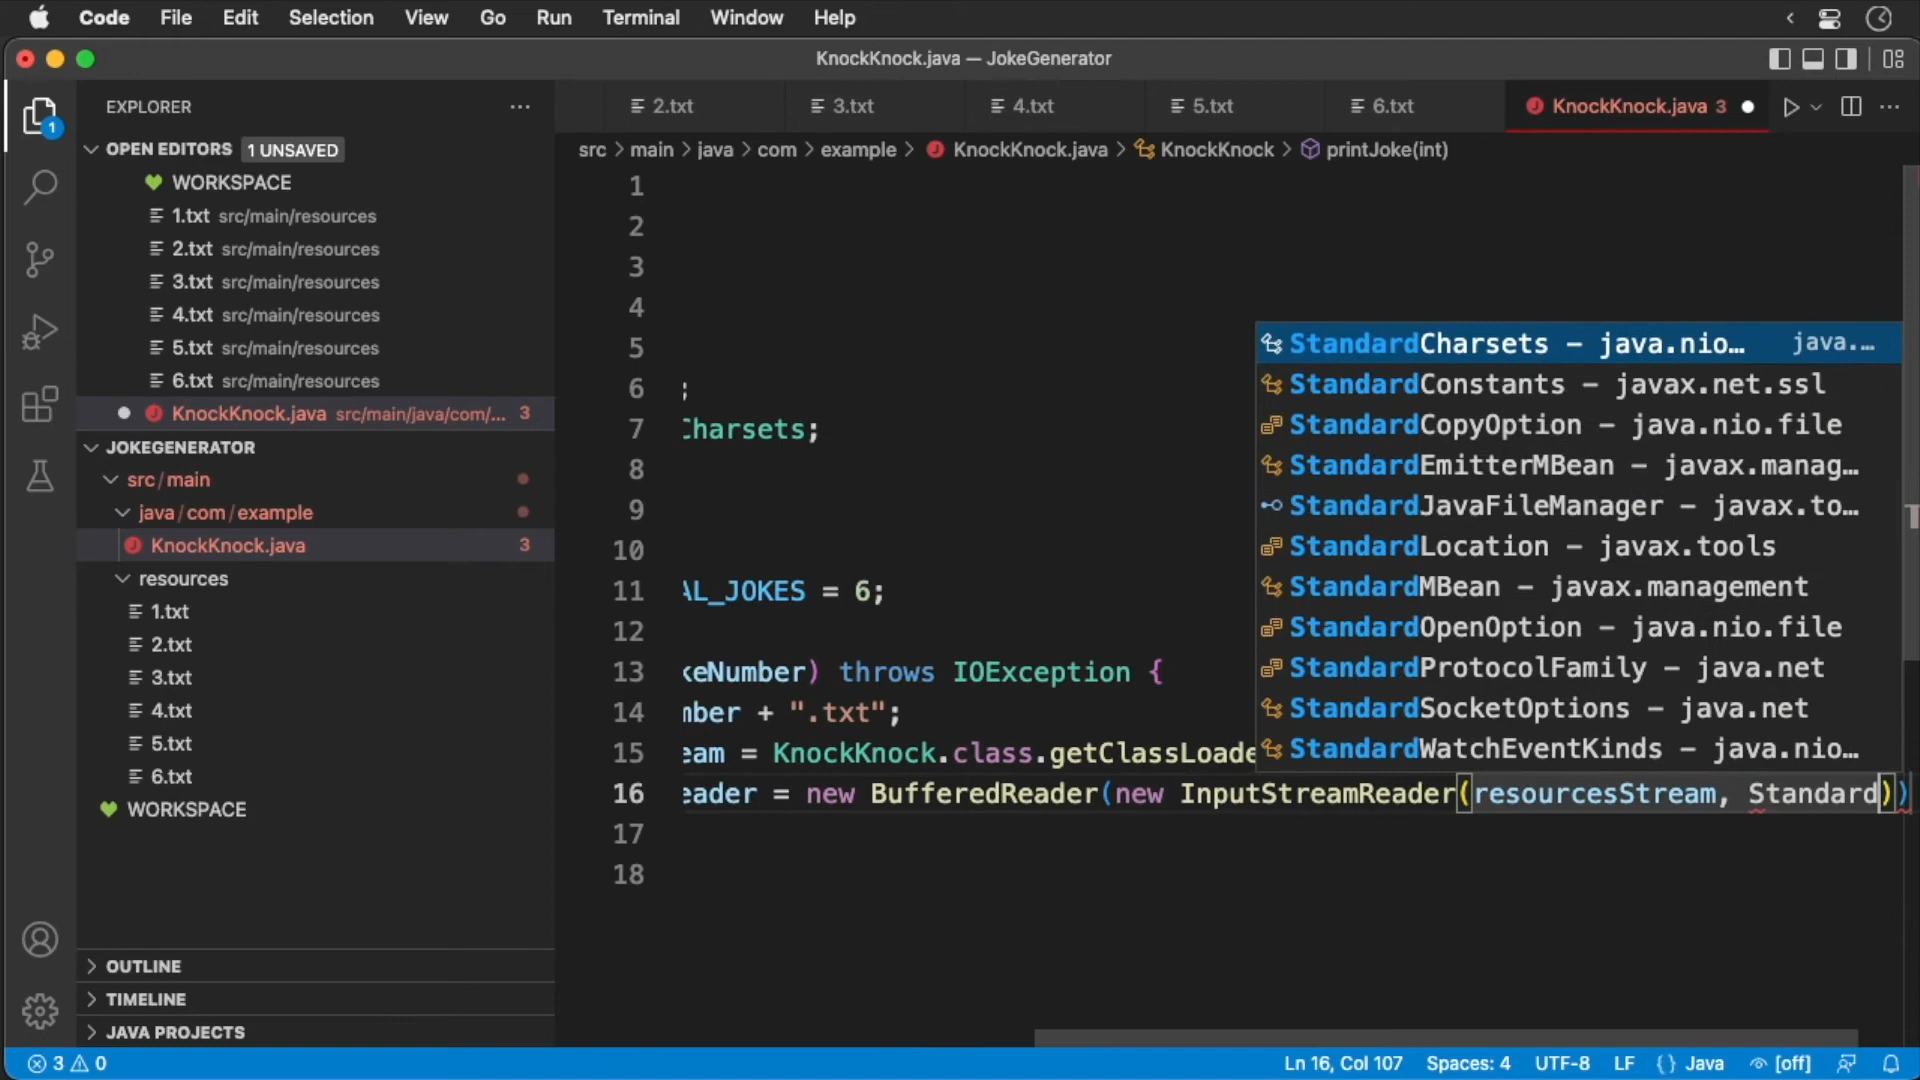 Code File Edit Selection View Go Run Terminal Window Help
KnockKnock.java — JokeGenerator
EXPLORER
OPEN EDITORS 1 UNSAVED
WORKSPACE
1.txt src/main/resources
2.txt src/main/resources
3.txt src/main/resources
4.txt src/main/resources
5.txt src/main/resources
6.txt src/main/resources
KnockKnock.java src/main/java/com/... 3
JOKEGENERATOR
src/main
java/com/example
KnockKnock.java 3
resources
1.txt
2.txt
3.txt
4.txt
5.txt
6.txt
WORKSPACE
OUTLINE
TIMELINE
JAVA PROJECTS
1
2.txt 3.txt 4.txt 5.txt 6.txt KnockKnock.java 3
src > main > java > com > example > KnockKnock.java > KnockKnock > printJoke(int)
1
2
3
4
5
6 ;
7 Charsets;
8
9
10
11 AL_JOKES = 6;
12
13 keNumber) throws IOException {
14 mber + ".txt";
15 eam = KnockKnock.class.getClassLoade
16 eader = new BufferedReader(new InputStreamReader(resourcesStream, Standard))
17
18
StandardCharsets – java.nio… java.…
StandardConstants – javax.net.ssl
StandardCopyOption – java.nio.file
StandardEmitterMBean – javax.manag…
StandardJavaFileManager – javax.to…
StandardLocation – javax.tools
StandardMBean – javax.management
StandardOpenOption – java.nio.file
StandardProtocolFamily – java.net
StandardSocketOptions – java.net
StandardWatchEventKinds – java.nio…
3 0 Ln 16, Col 107 Spaces: 4 UTF-8 LF {} Java [off]